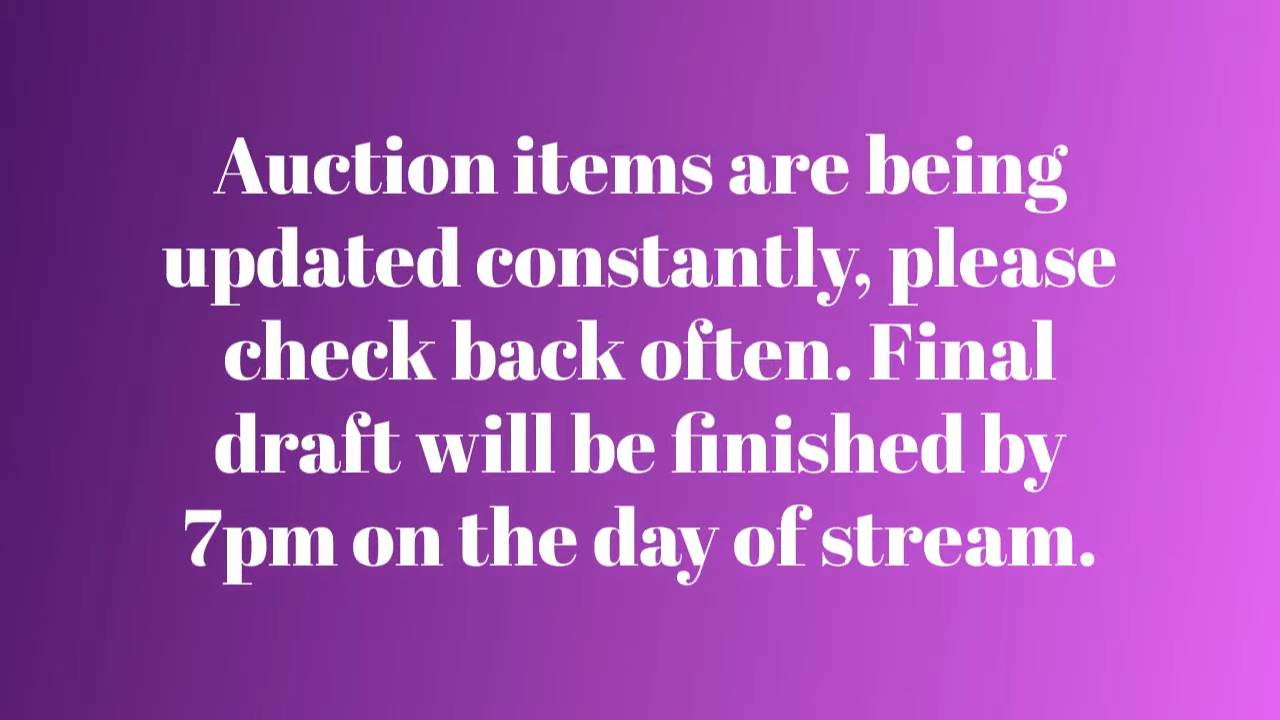 Auction items are being
updated constantly, please
check back often. Final
draft will be finished by
7pm on the day of stream.